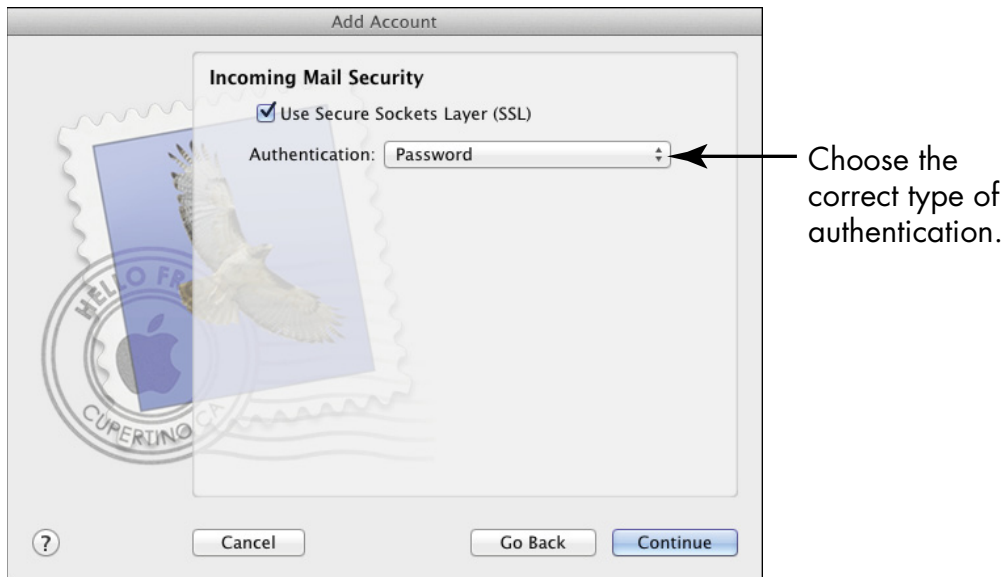 Add Account
Incoming Mail Security
Use Secure Sockets Layer (SSL)
Authentication: Password
Choose the
correct type of
authentication.
HELLO FR
CUPERTINO CA
? Cancel Go Back Continue